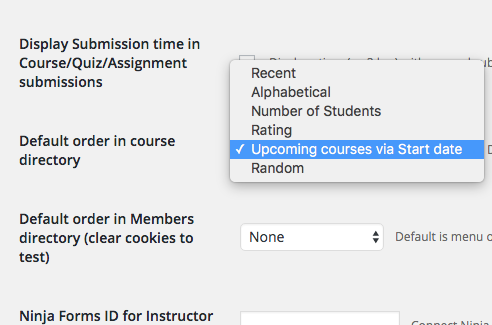 Display Submission time in
Course/Quiz/Assignment
submissions
Recent
Alphabetical
Number of Students
Rating
✓ Upcoming courses via Start date
Random
Default order in course
directory
Default order in Members
directory (clear cookies to
test)
None
Default is menu o
Ninja Forms ID for Instructor
Connect Ninja